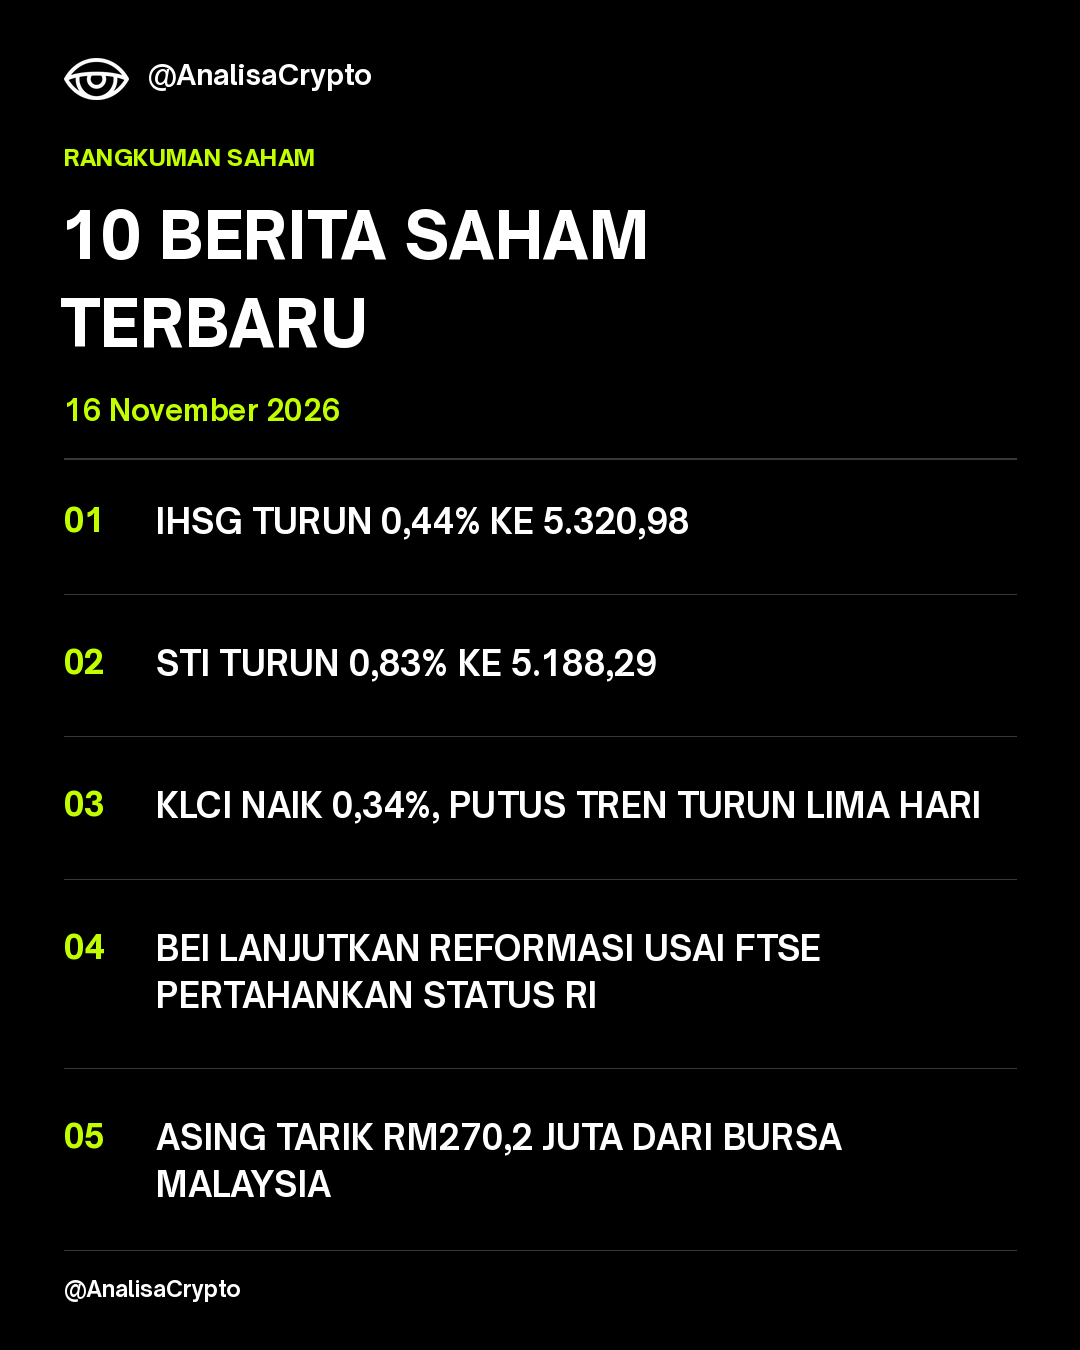 @AnalisaCrypto
RANGKUMAN SAHAM
10 BERITA SAHAM
TERBARU
16 November 2026
01 IHSG TURUN 0,44% KE 5.320,98
02 STI TURUN 0,83% KE 5.188,29
03 KLCI NAIK 0,34%, PUTUS TREN TURUN LIMA HARI
04 BEI LANJUTKAN REFORMASI USAI FTSE
PERTAHANKAN STATUS RI
05 ASING TARIK RM270,2 JUTA DARI BURSA
MALAYSIA
@AnalisaCrypto